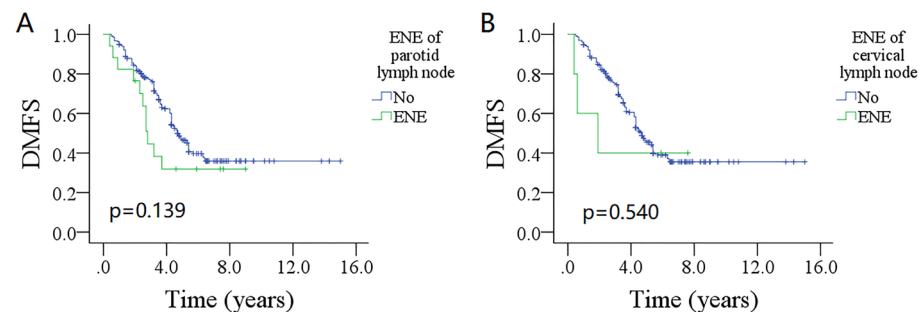 A
DMFS
1.0
0.8
0.6
0.4
0.2
0.0
p=0.139
.0 4.0 8.0 12.0 16.0
Time (years)
ENE of
parotid
lymph node
No
ENE
B
DMFS
1.0
0.8
0.6
0.4
0.2
0.0
p=0.540
.0 4.0 8.0 12.0 16.0
Time (years)
ENE of
cervical
lymph node
No
ENE